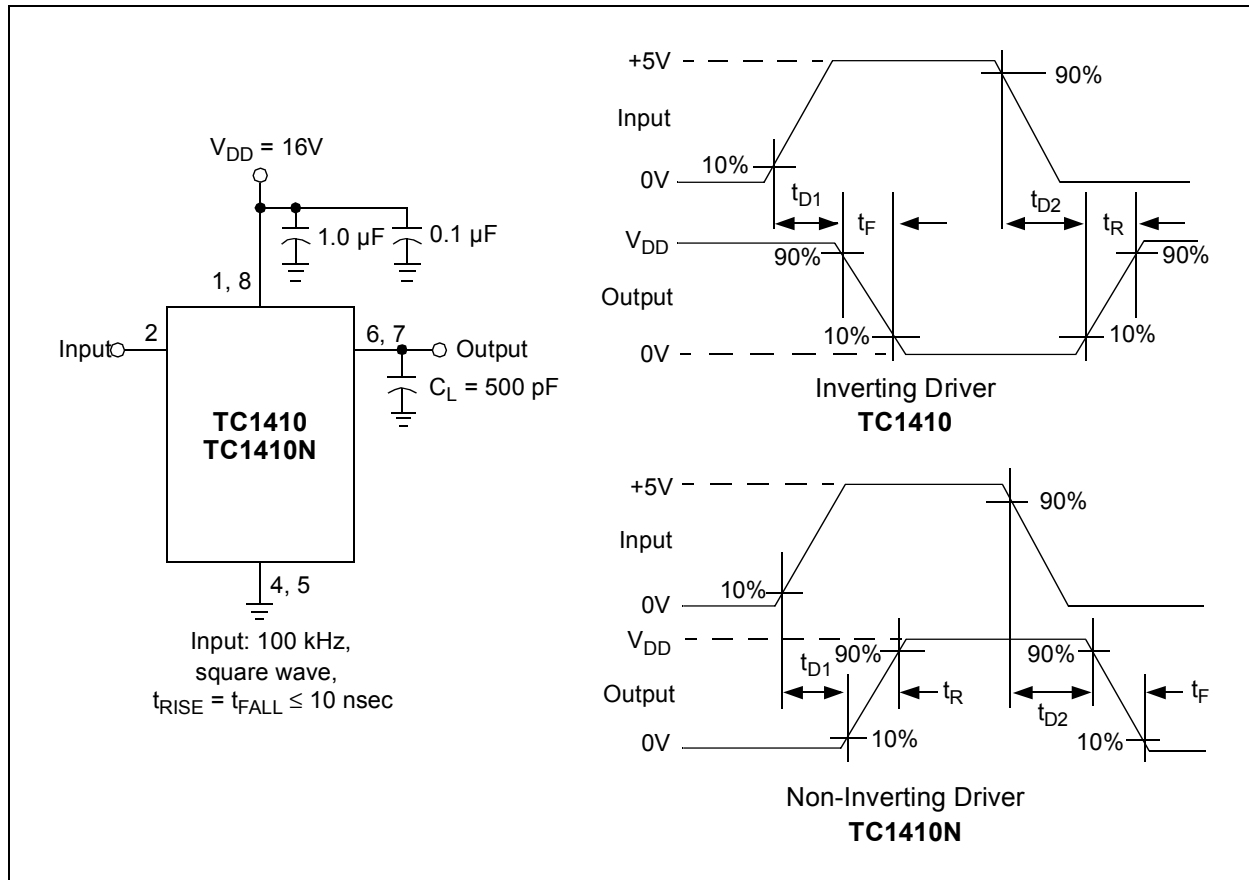 V_DD = 16V
1.0 µF
0.1 µF
1, 8
2
6, 7
Input
Output
C_L = 500 pF
TC1410
TC1410N
4, 5
Input: 100 kHz,
square wave,
t_RISE = t_FALL ≤ 10 nsec
+5V
90%
Input
10%
0V
t_D1
t_F
t_D2
t_R
V_DD
90%
90%
Output
10%
10%
0V
Inverting Driver
TC1410
+5V
90%
Input
10%
0V
V_DD
t_D1
90%
90%
Output
t_R
t_D2
t_F
0V
10%
10%
Non-Inverting Driver
TC1410N